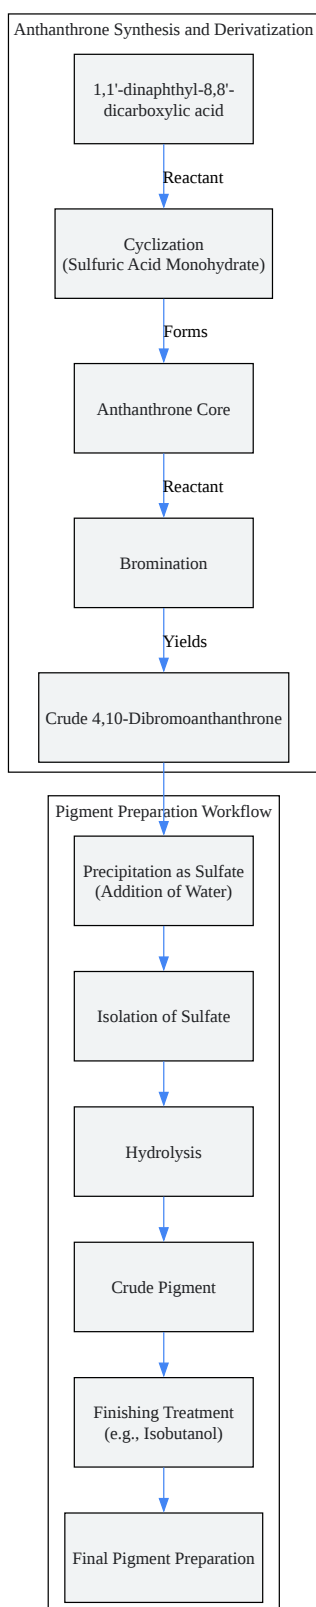 Anthanthrone Synthesis and Derivatization
1,1'-dinaphthyl-8,8'-
dicarboxylic acid
Reactant
Cyclization
(Sulfuric Acid Monohydrate)
Forms
Anthanthrone Core
Reactant
Bromination
Yields
Crude 4,10-Dibromoanthanthrone
Pigment Preparation Workflow
Precipitation as Sulfate
(Addition of Water)
Isolation of Sulfate
Hydrolysis
Crude Pigment
Finishing Treatment
(e.g., Isobutanol)
Final Pigment Preparation